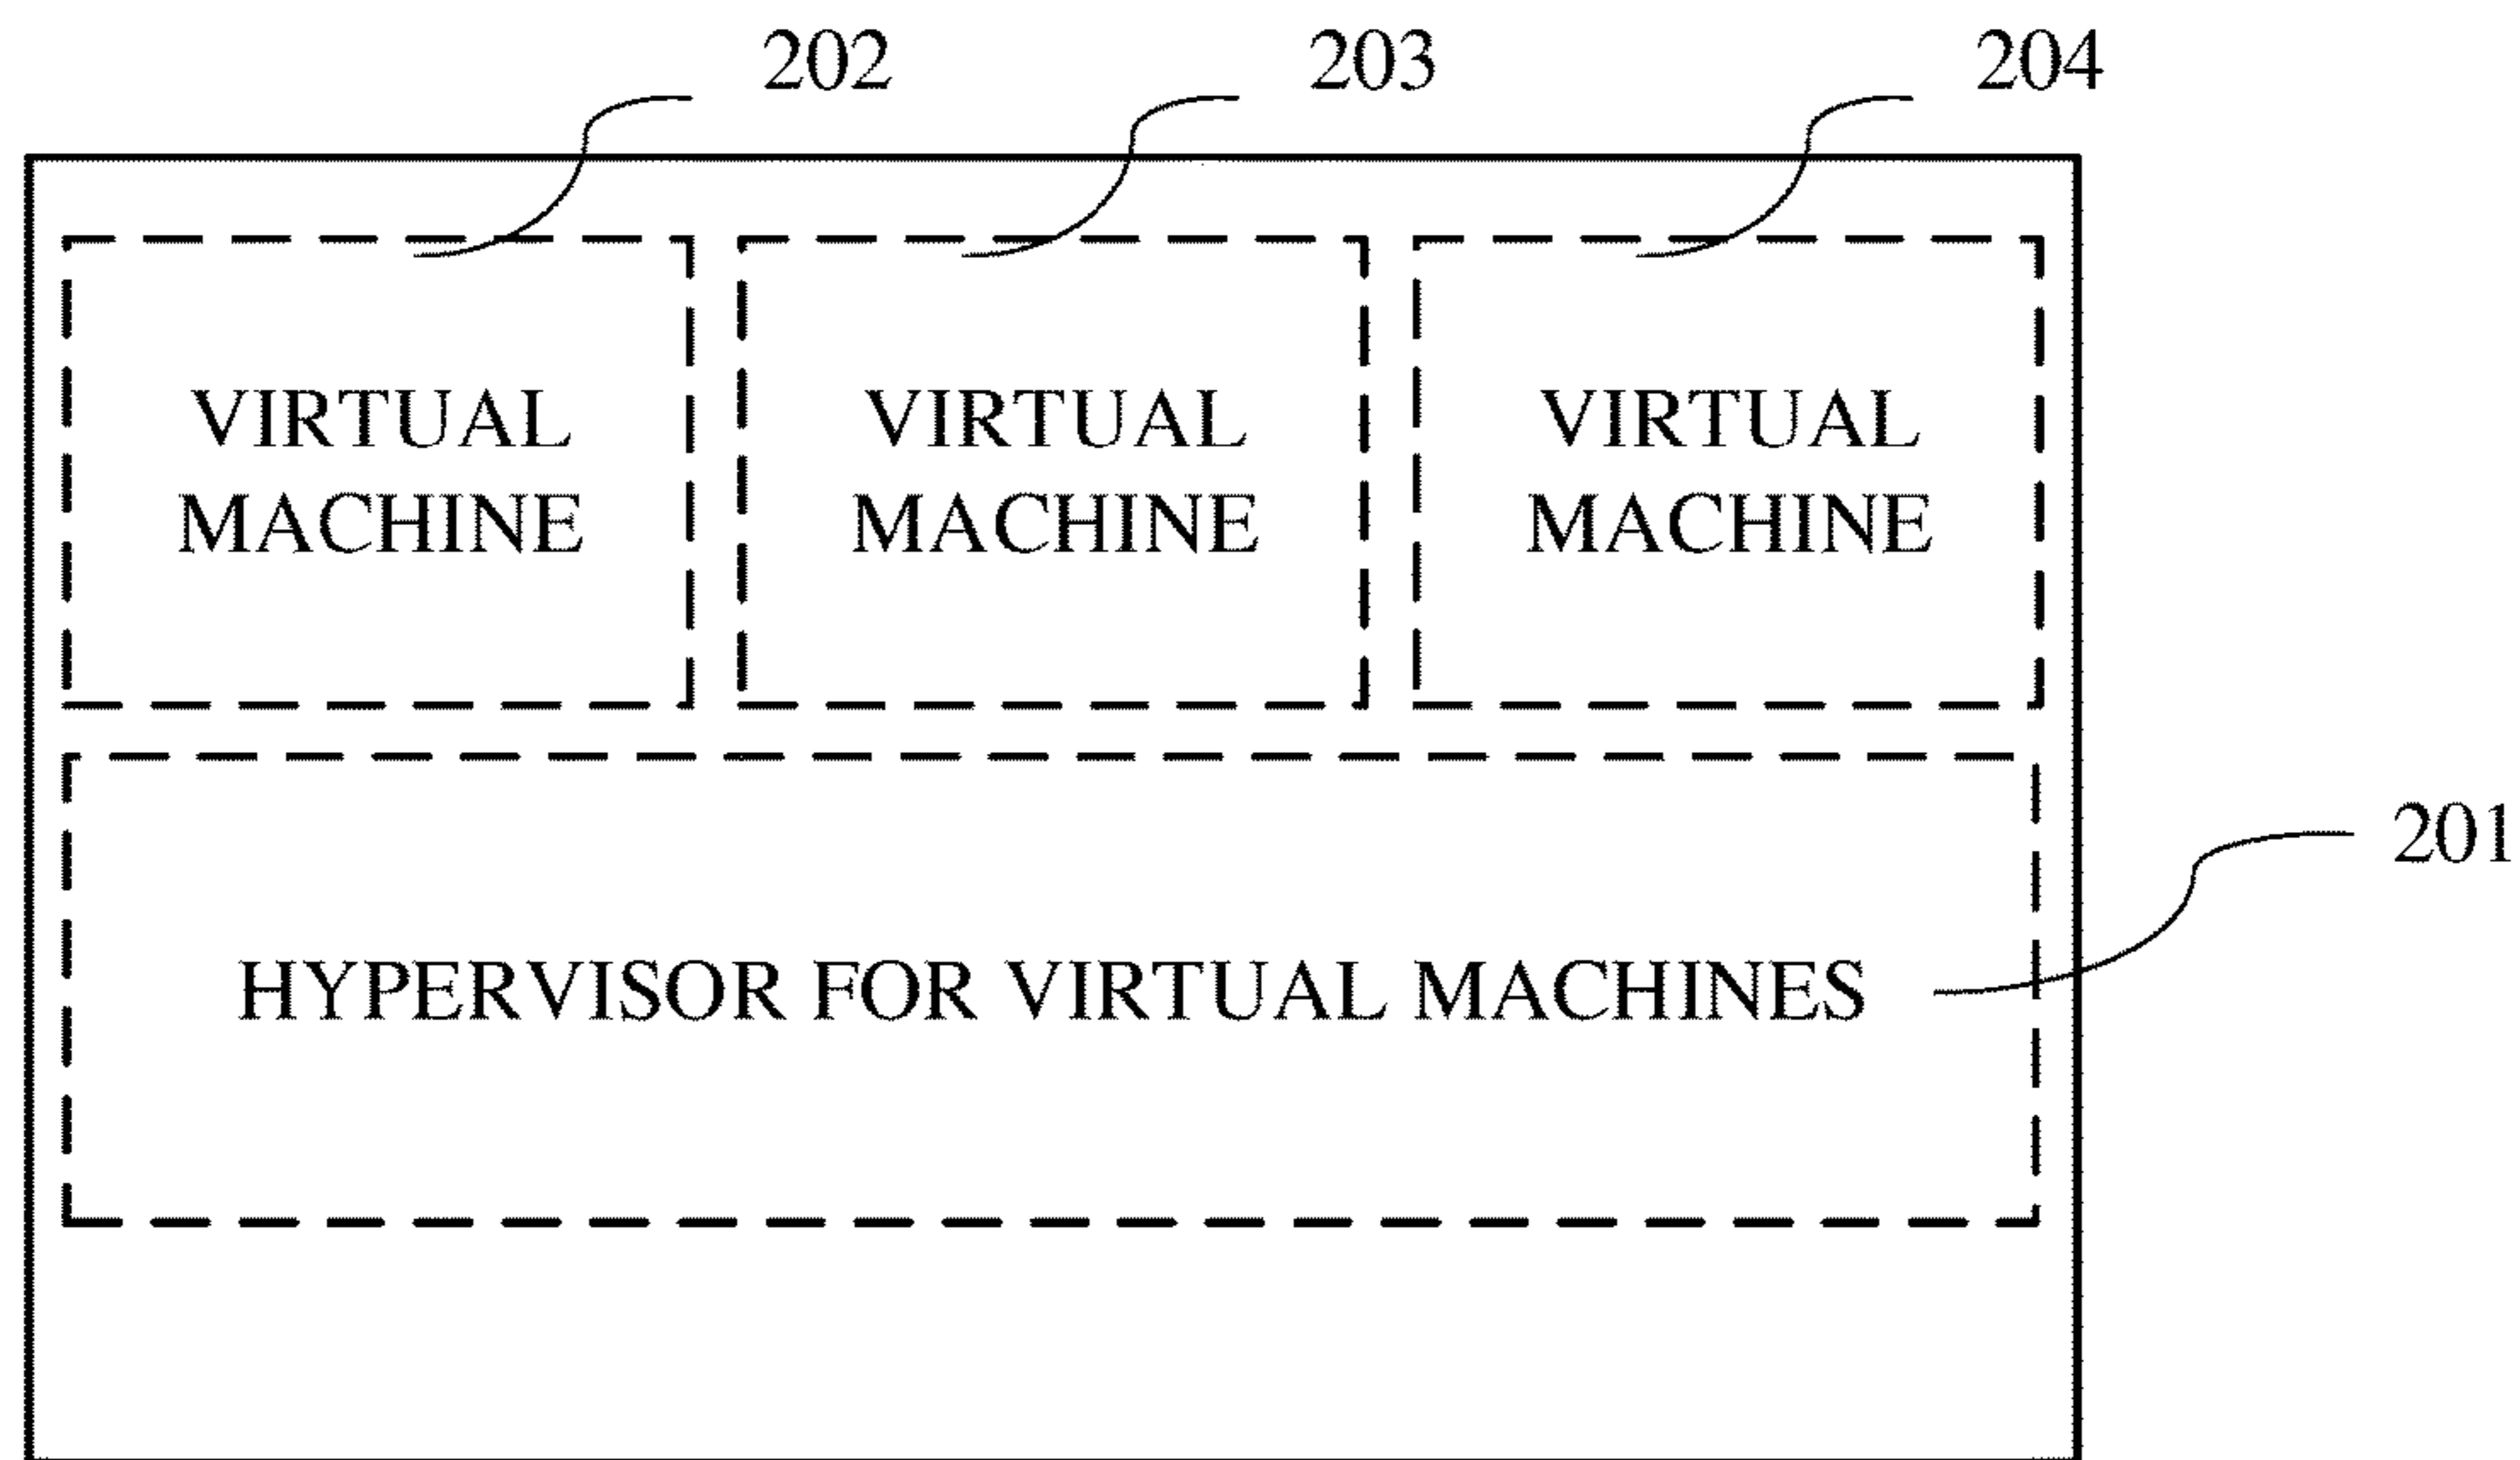 202
203
204
VIRTUAL
MACHINE
VIRTUAL
MACHINE
VIRTUAL
MACHINE
201
HYPERVISOR FOR VIRTUAL MACHINES